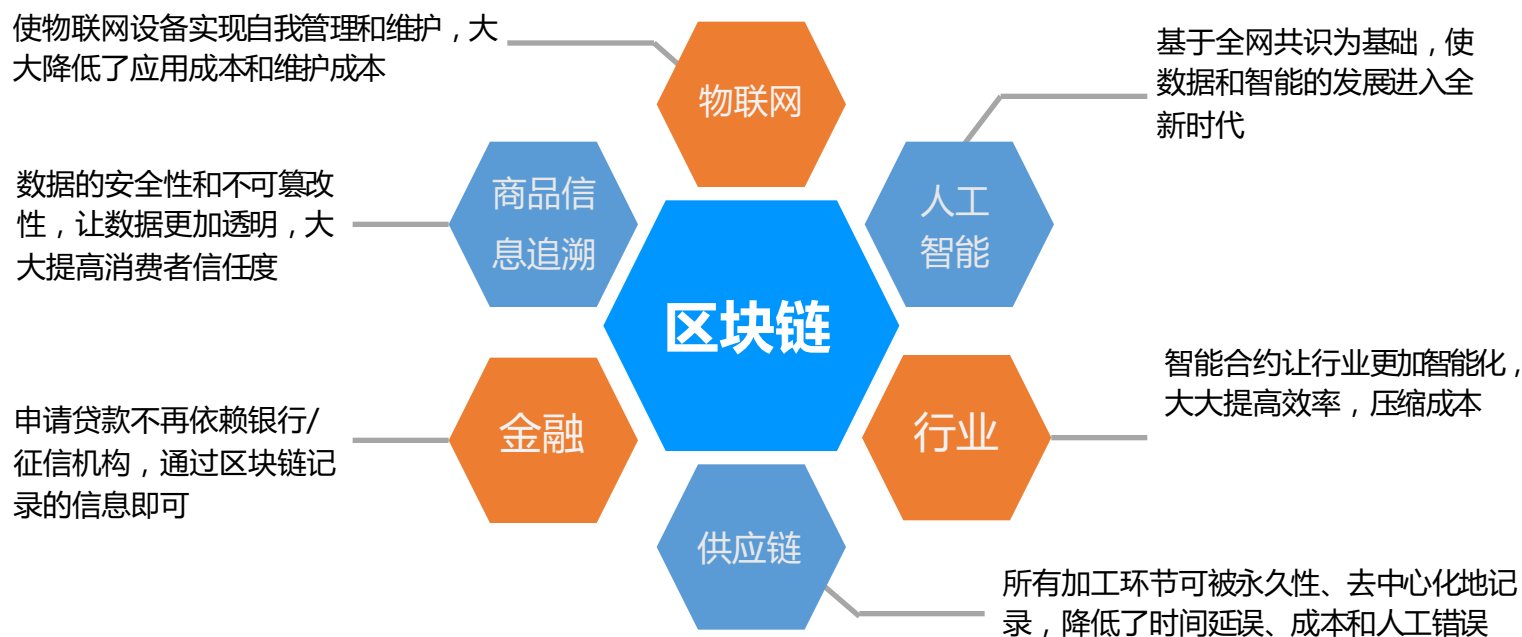 使物联网设备实现自我管理和维护，大
大降低了应用成本和维护成本
物联网
基于全网共识为基础，使
数据和智能的发展进入全
新时代
人工
智能
数据的安全性和不可篡改
性，让数据更加透明，大
大提高消费者信任度
商品信
息追溯
区块链
智能合约让行业更加智能化，
大大提高效率，压缩成本
行业
申请贷款不再依赖银行/
征信机构，通过区块链记
录的信息即可
金融
供应链
所有加工环节可被永久性、去中心化地记
录，降低了时间延误、成本和人工错误